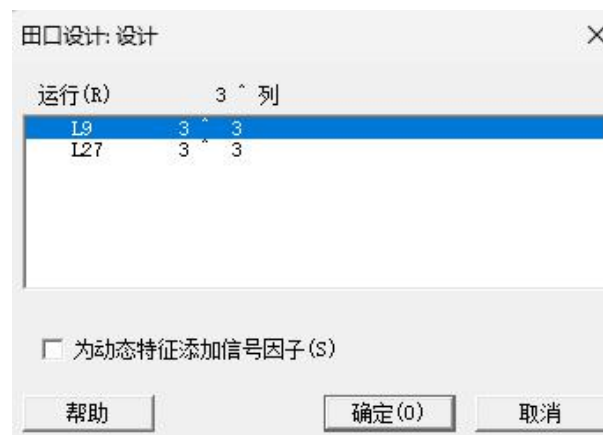 田口设计: 设计
运行(R) 3 ^ 列
L9 3 ^ 3
L27 3 ^ 3
为动态特征添加信号因子(S)
帮助 确定(O) 取消